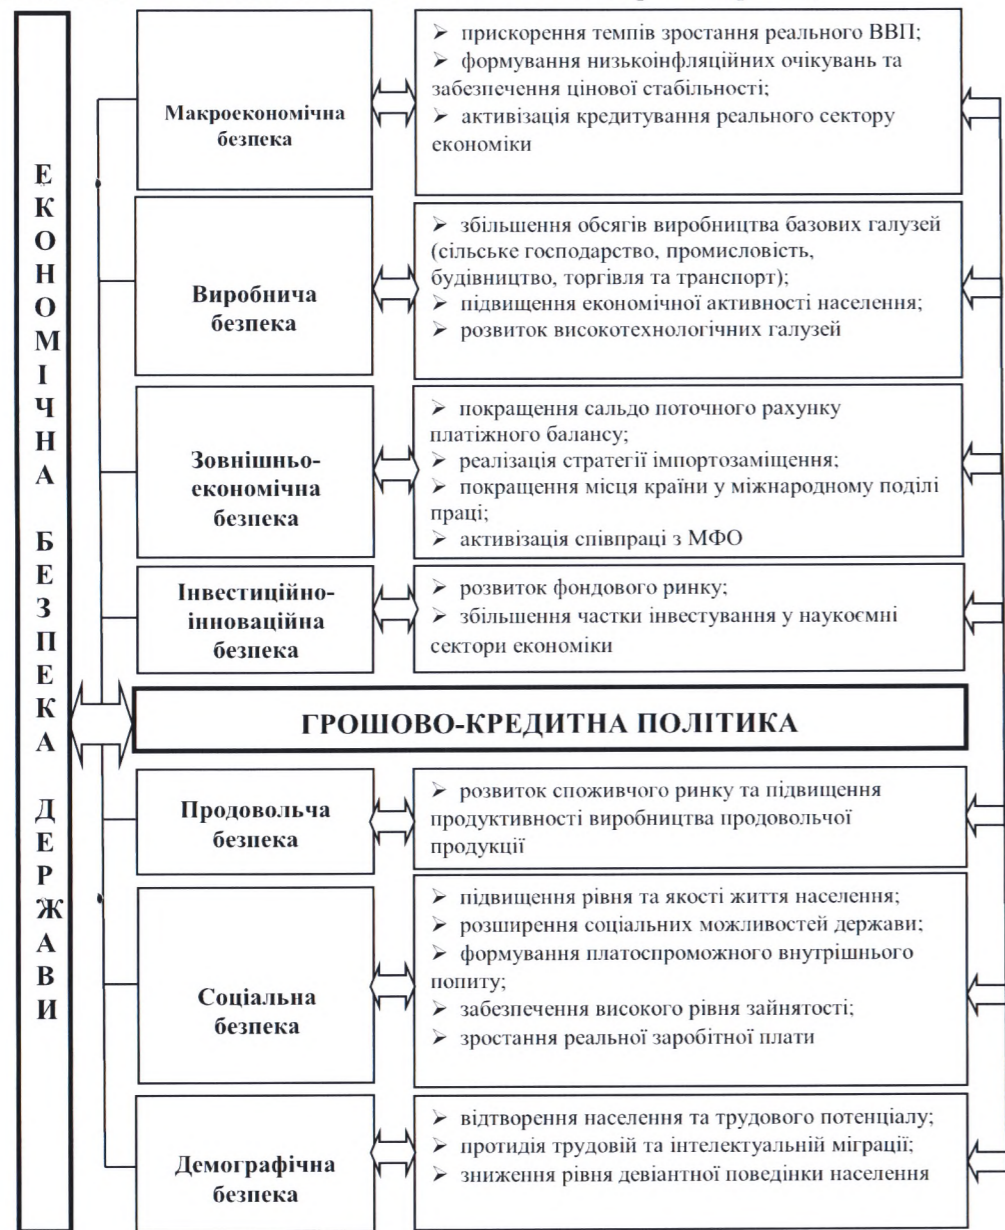 ЕКОНОМІЧНА БЕЗПЕКА ДЕРЖАВИ
Макроекономічна
безпека
➢ прискорення темпів зростання реального ВВП;
➢ формування низькоінфляційних очікувань та
забезпечення цінової стабільності;
➢ активізація кредитування реального сектору
економіки
Виробнича
безпека
➢ збільшення обсягів виробництва базових галузей
(сільське господарство, промисловість,
будівництво, торгівля та транспорт);
➢ підвищення економічної активності населення;
➢ розвиток високотехнологічних галузей
Зовнішньо-
економічна
безпека
➢ покращення сальдо поточного рахунку
платіжного балансу;
➢ реалізація стратегії імпортозаміщення;
➢ покращення місця країни у міжнародному поділі
праці;
➢ активізація співпраці з МФО
Інвестиційно-
інноваційна
безпека
➢ розвиток фондового ринку;
➢ збільшення частки інвестування у наукоємні
сектори економіки
ГРОШОВО-КРЕДИТНА ПОЛІТИКА
Продовольча
безпека
➢ розвиток споживчого ринку та підвищення
продуктивності виробництва продовольчої
продукції
Соціальна
безпека
➢ підвищення рівня та якості життя населення;
➢ розширення соціальних можливостей держави;
➢ формування платоспроможного внутрішнього
попиту;
➢ забезпечення високого рівня зайнятості;
➢ зростання реальної заробітної плати
Демографічна
безпека
➢ відтворення населення та трудового потенціалу;
➢ протидія трудовій та інтелектуальній міграції;
➢ зниження рівня девіантної поведінки населення